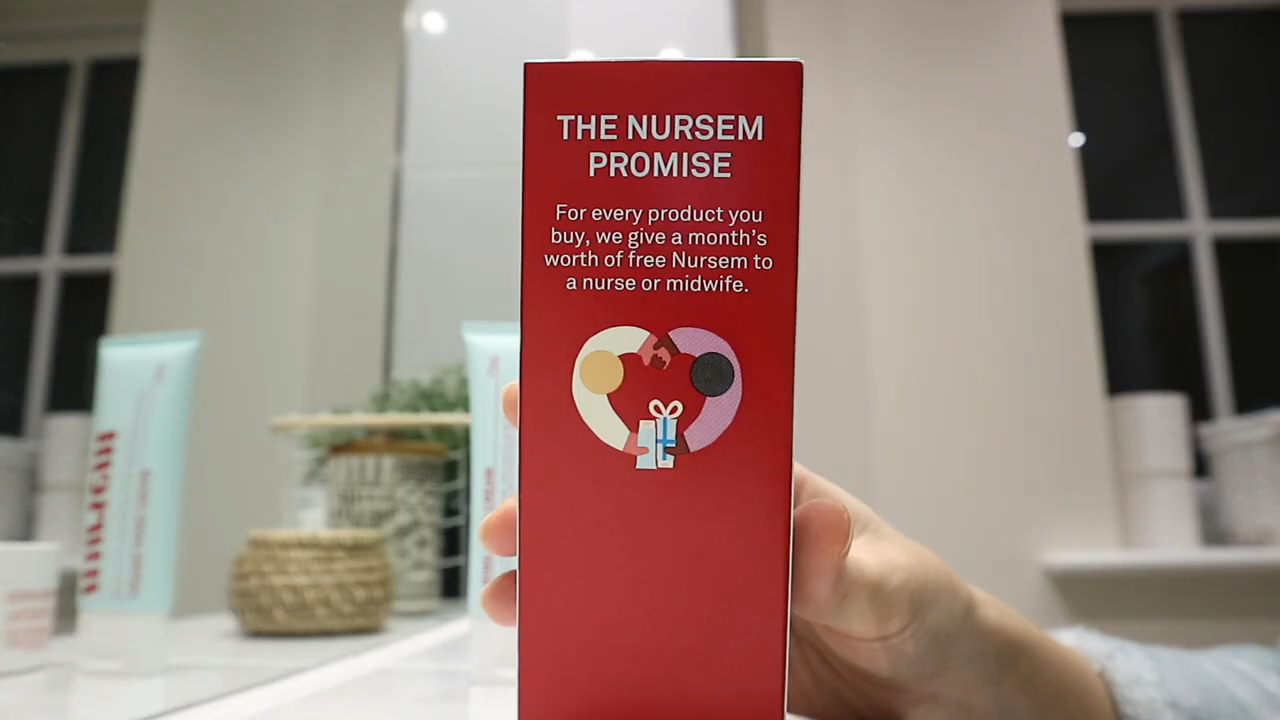 THE NURSEM
PROMISE
For every product you
buy, we give a month's
worth of free Nursem to
a nurse or midwife.